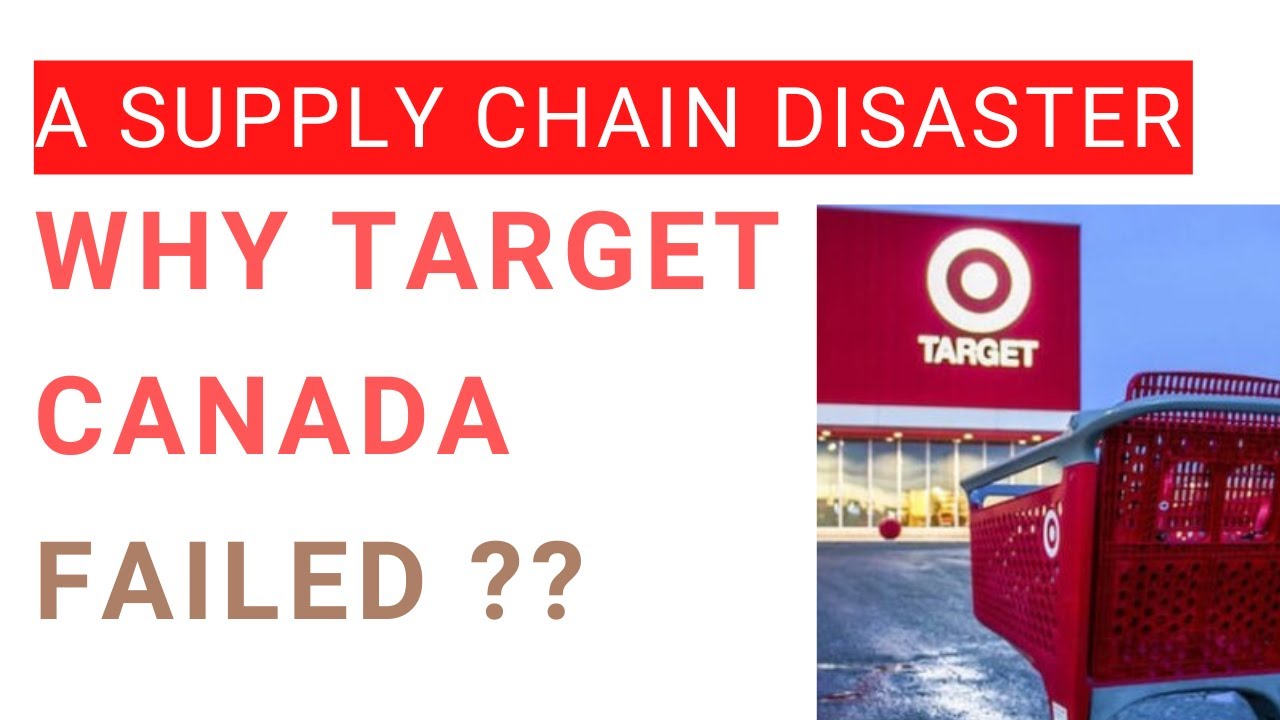 A SUPPLY CHAIN DISASTER
WHY TARGET
CANADA
FAILED ??
TARGET